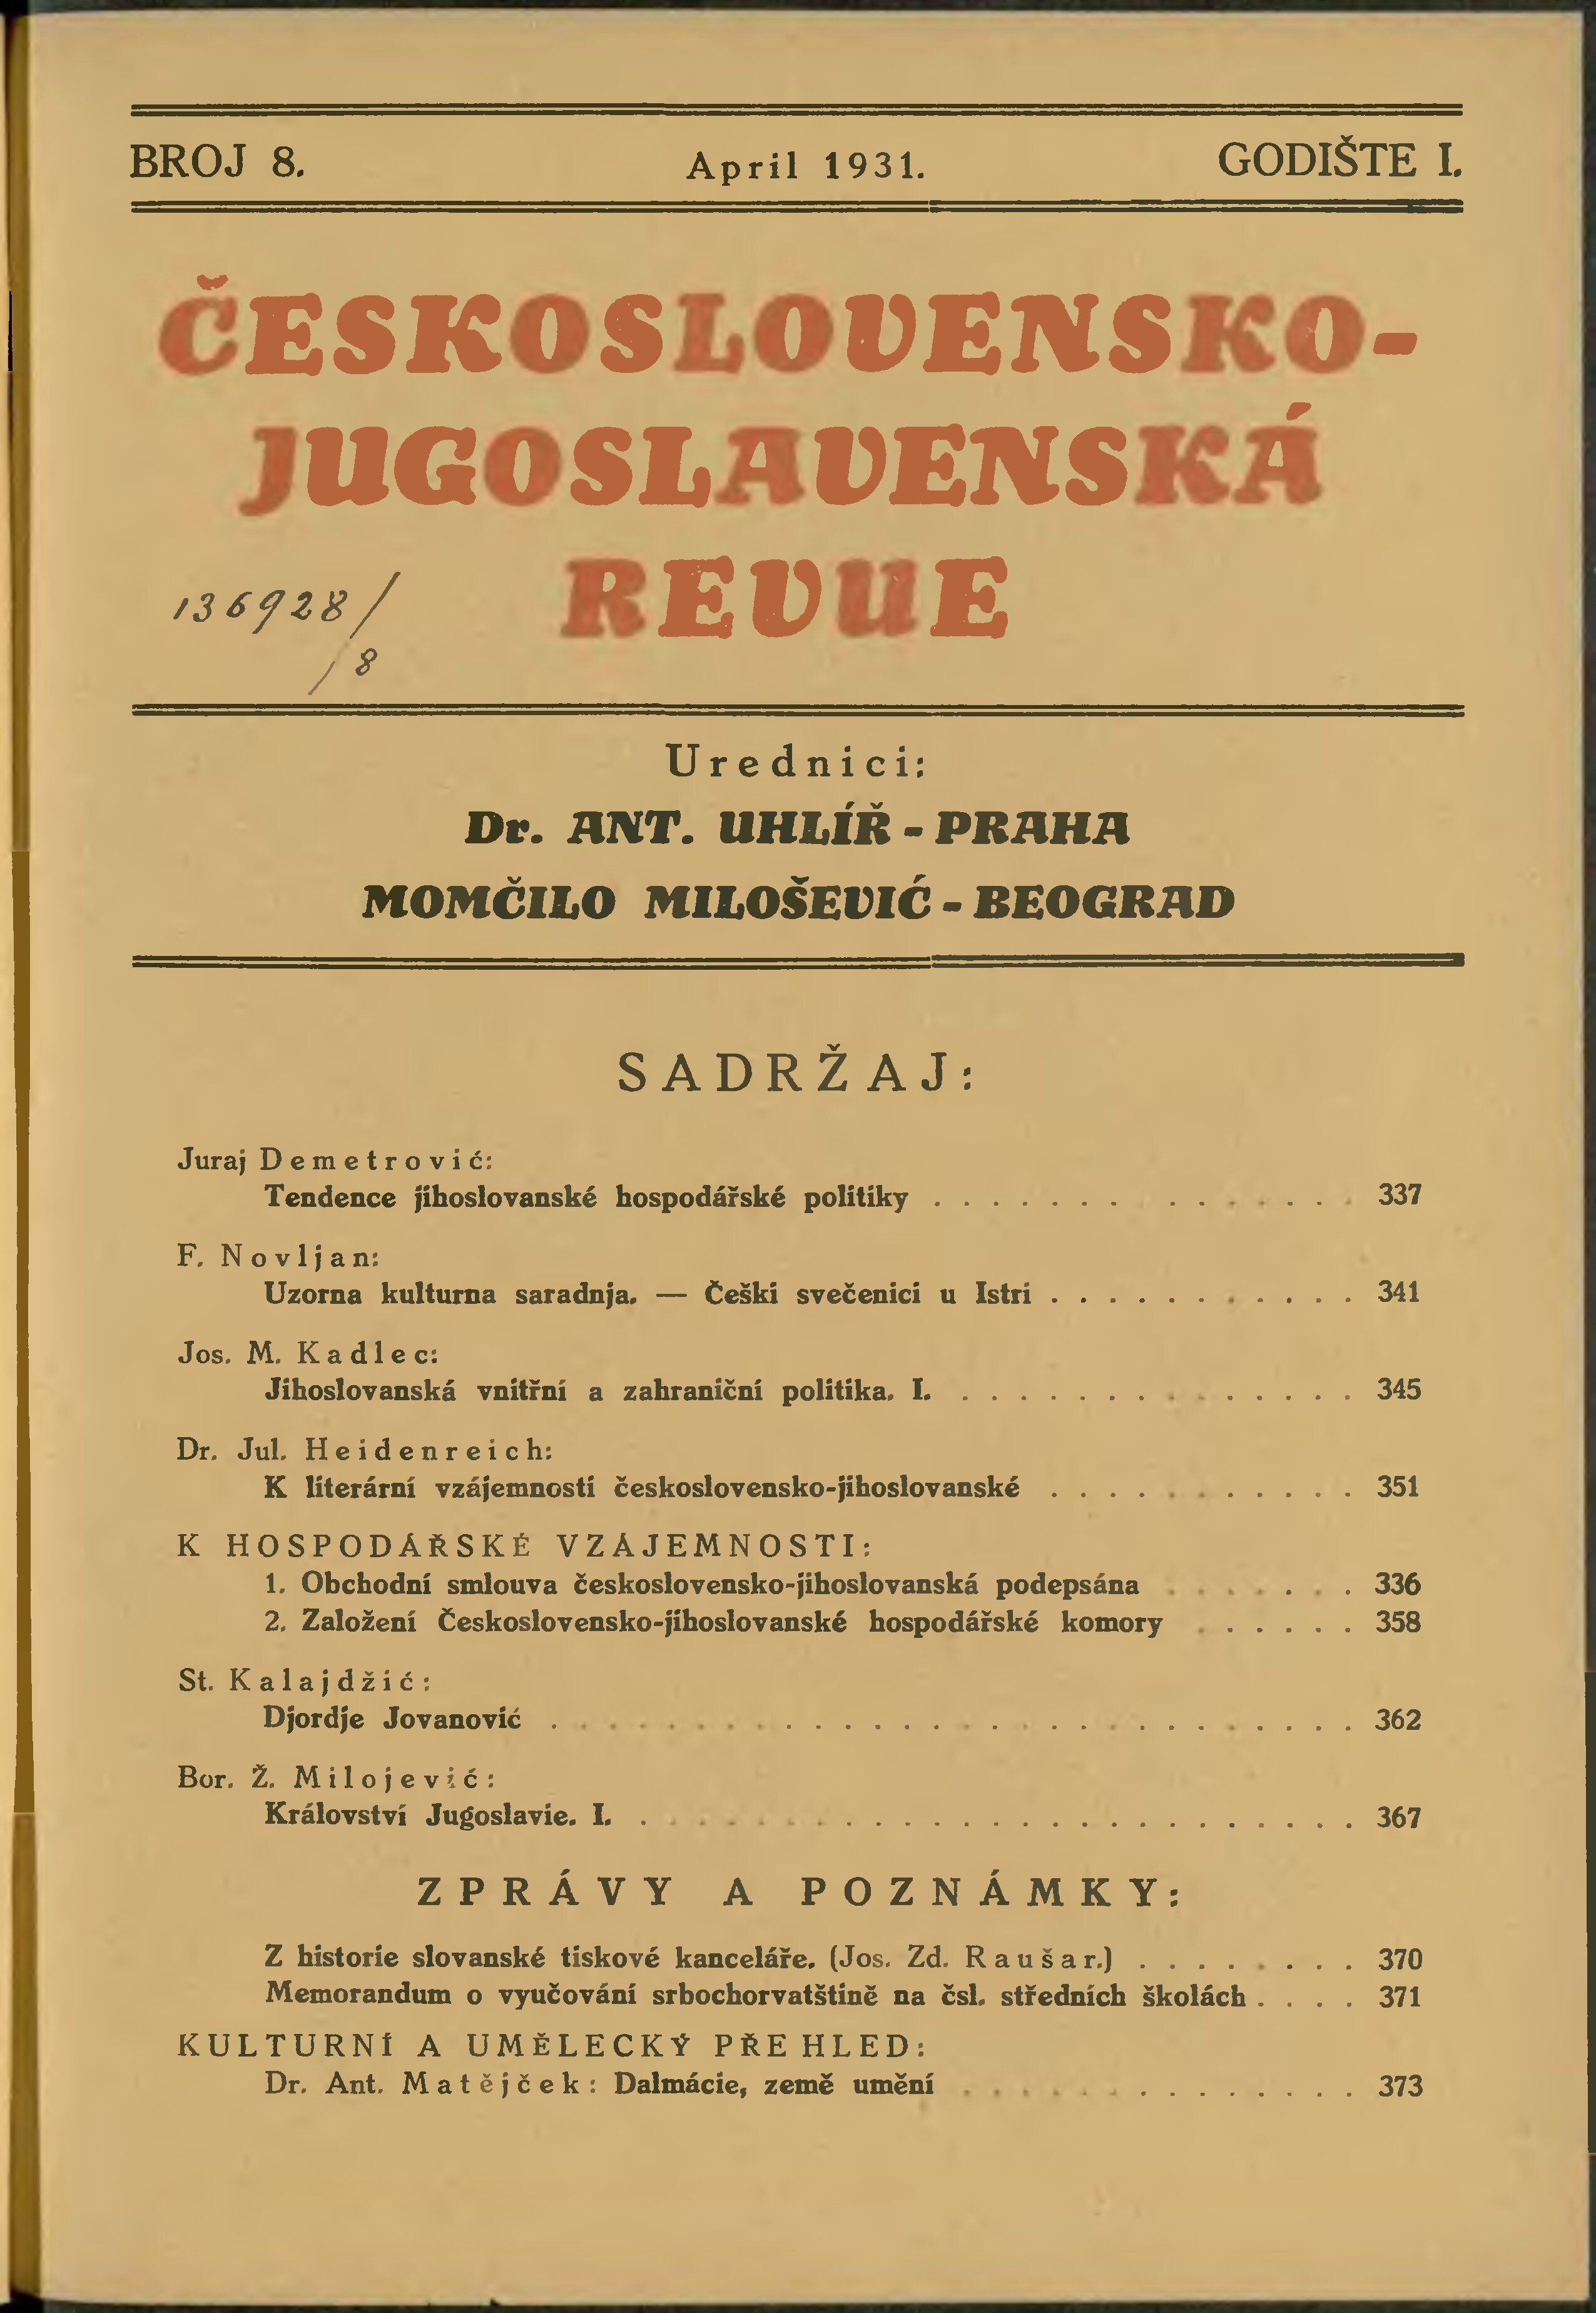 BROJ 8. April 1931. GODIŠTE I.
ČESKOSLOVENSKO-
JUGOSLAVENSKÁ
REVUE
136928/
/8
Urednici:
Dr. ANT. UHLÍŘ - PRAHA
MOMČILO MILOŠEVIĆ - BEOGRAD
SADRŽAJ:
Juraj Demetrović:
Tendence jihoslovanské hospodářské politiky . . . . . . . . . . . . . . . 337
F. Novljan:
Uzorna kulturna saradnja. — Češki svečenici u Istri . . . . . . . . . . . 341
Jos. M. Kadlec:
Jihoslovanská vnitřní a zahraniční politika. I. . . . . . . . . . . . . . . 345
Dr. Jul. Heidenreich:
K literární vzájemnosti československo-jihoslovanské . . . . . . . . . . . 351
K HOSPODÁŘSKÉ VZÁJEMNOSTI:
1. Obchodní smlouva československo-jihoslovanská podepsána . . . . . . . 336
2. Založení Československo-jihoslovanské hospodářské komory . . . . . . 358
St. Kalajdžić:
Djordje Jovanović . . . . . . . . . . . . . . . . . . . . . . . . . . . . 362
Bor. Ž. Milojević:
Království Jugoslavie. I. . . . . . . . . . . . . . . . . . . . . . . . . . 367
ZPRÁVY A POZNÁMKY:
Z historie slovanské tiskové kanceláře. (Jos. Zd. Raušar.) . . . . . . . . 370
Memorandum o vyučování srbochorvatštině na čsl. středních školách . . . . 371
KULTURNÍ A UMĚLECKÝ PŘEHLED:
Dr. Ant. Matějček: Dalmácie, země umění . . . . . . . . . . . . . . 373